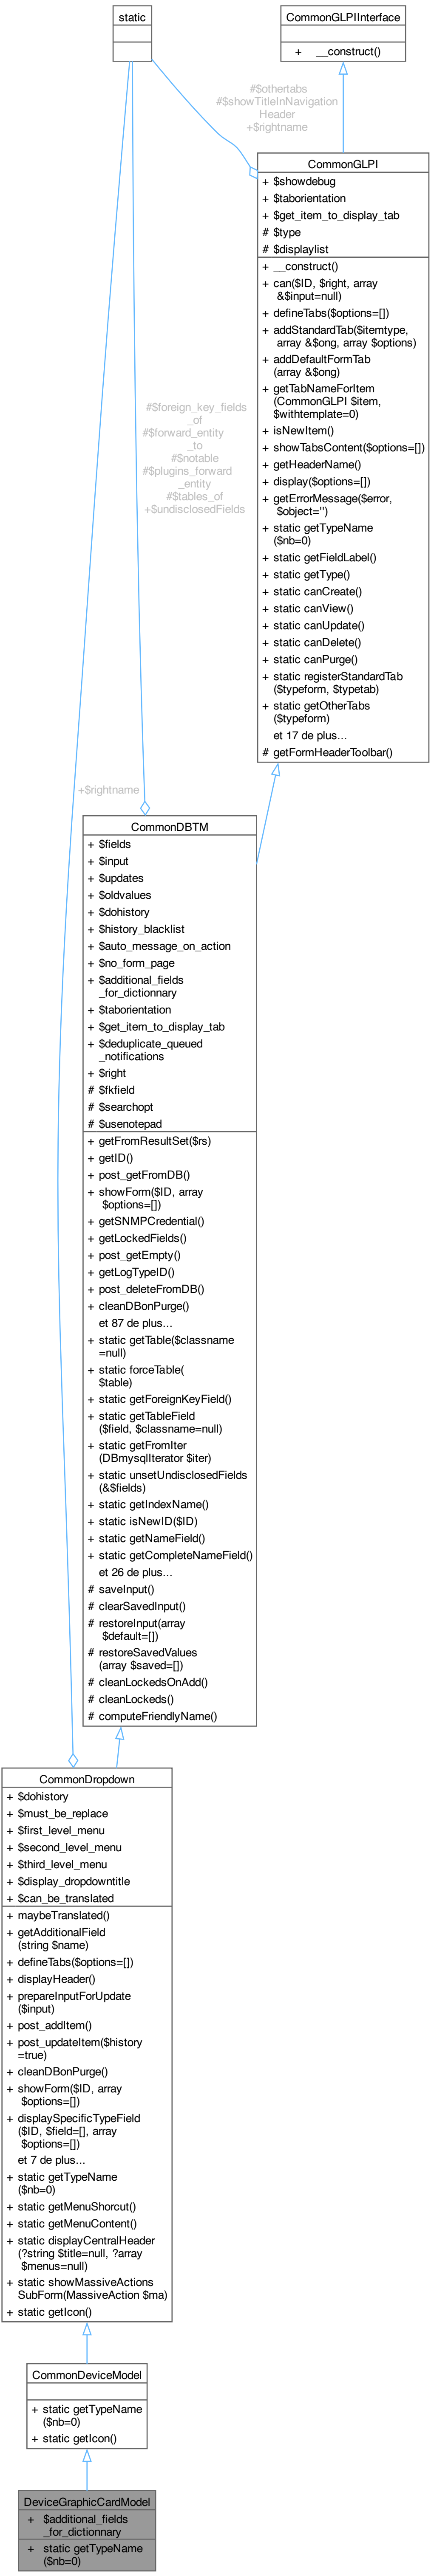 static
CommonGLPIInterface
+ __construct()
#$othertabs
#$showTitleInNavigation
Header
+$rightname
CommonGLPI
+ $showdebug
+ $taborientation
+ $get_item_to_display_tab
# $type
# $displaylist
+ __construct()
+ can($ID, $right, array
&$input=null)
+ defineTabs($options=[])
+ addStandardTab($itemtype,
array &$ong, array $options)
+ addDefaultFormTab
(array &$ong)
+ getTabNameForItem
(CommonGLPI $item,
$withtemplate=0)
+ isNewItem()
+ showTabsContent($options=[])
+ getHeaderName()
+ display($options=[])
+ getErrorMessage($error,
$object='')
+ static getTypeName
($nb=0)
+ static getFieldLabel()
+ static getType()
+ static canCreate()
+ static canView()
+ static canUpdate()
+ static canDelete()
+ static canPurge()
+ static registerStandardTab
($typeform, $typetab)
+ static getOtherTabs
($typeform)
et 17 de plus...
# getFormHeaderToolbar()
#$foreign_key_fields
_of
#$forward_entity
_to
#$notable
#$plugins_forward
_entity
#$tables_of
+$undisclosedFields
+$rightname
CommonDBTM
+ $fields
+ $input
+ $updates
+ $oldvalues
+ $dohistory
+ $history_blacklist
+ $auto_message_on_action
+ $no_form_page
+ $additional_fields
_for_dictionnary
+ $taborientation
+ $get_item_to_display_tab
+ $deduplicate_queued
_notifications
+ $right
# $fkfield
# $searchopt
# $usenotepad
+ getFromResultSet($rs)
+ getID()
+ post_getFromDB()
+ showForm($ID, array
$options=[])
+ getSNMPCredential()
+ getLockedFields()
+ post_getEmpty()
+ getLogTypeID()
+ post_deleteFromDB()
+ cleanDBonPurge()
et 87 de plus...
+ static getTable($classname
=null)
+ static forceTable(
$table)
+ static getForeignKeyField()
+ static getTableField
($field, $classname=null)
+ static getFromIter
(DBmysqlIterator $iter)
+ static unsetUndisclosedFields
(&$fields)
+ static getIndexName()
+ static isNewID($ID)
+ static getNameField()
+ static getCompleteNameField()
et 26 de plus...
# saveInput()
# clearSavedInput()
# restoreInput(array
$default=[])
# restoreSavedValues
(array $saved=[])
# cleanLockedsOnAdd()
# cleanLockeds()
# computeFriendlyName()
CommonDropdown
+ $dohistory
+ $must_be_replace
+ $first_level_menu
+ $second_level_menu
+ $third_level_menu
+ $display_dropdowntitle
+ $can_be_translated
+ maybeTranslated()
+ getAdditionalField
(string $name)
+ defineTabs($options=[])
+ displayHeader()
+ prepareInputForUpdate
($input)
+ post_addItem()
+ post_updateItem($history
=true)
+ cleanDBonPurge()
+ showForm($ID, array
$options=[])
+ displaySpecificTypeField
($ID, $field=[], array
$options=[])
et 7 de plus...
+ static getTypeName
($nb=0)
+ static getMenuShorcut()
+ static getMenuContent()
+ static displayCentralHeader
(?string $title=null, ?array
$menus=null)
+ static showMassiveActions
SubForm(MassiveAction $ma)
+ static getIcon()
CommonDeviceModel
+ static getTypeName
($nb=0)
+ static getIcon()
DeviceGraphicCardModel
+ $additional_fields
_for_dictionnary
+ static getTypeName
($nb=0)